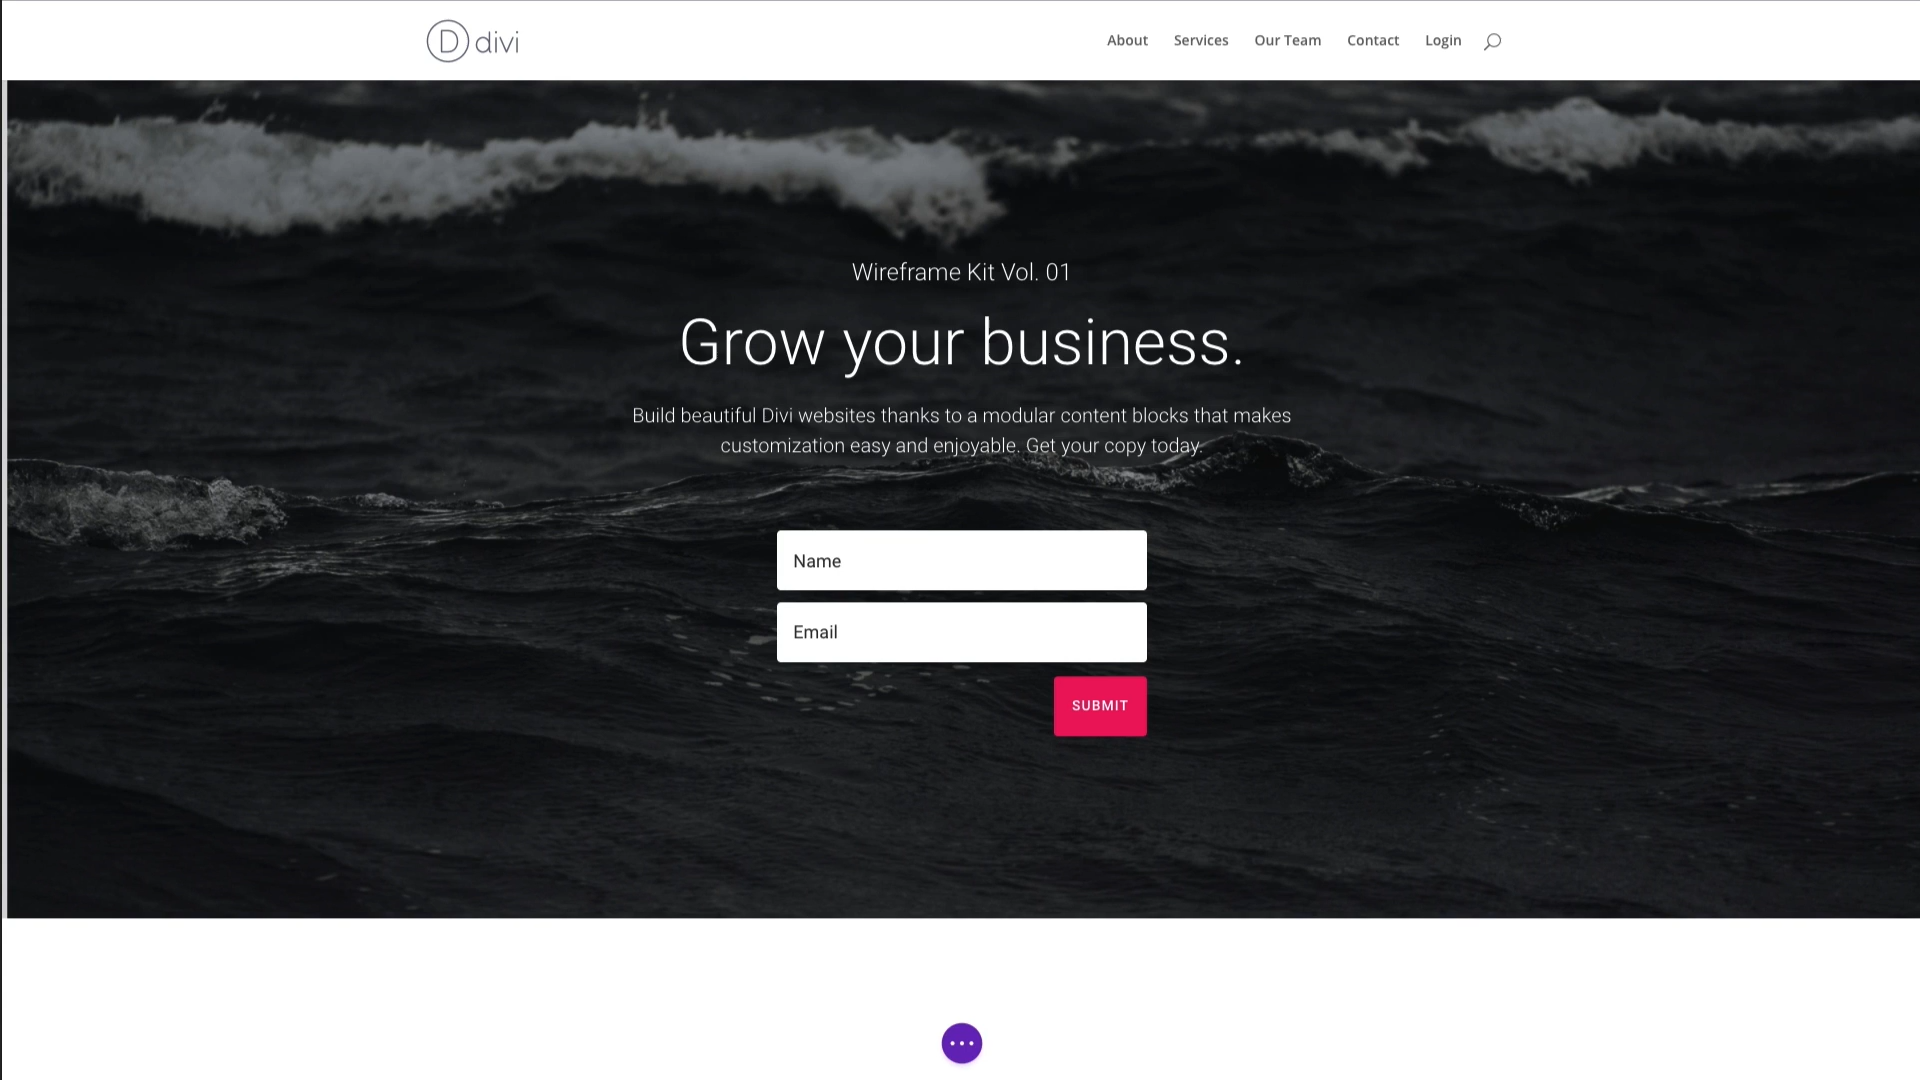 D divi
About Services Our Team Contact Login
Wireframe Kit Vol. 01
Grow your business.
Build beautiful Divi websites thanks to a modular content blocks that makes
customization easy and enjoyable. Get your copy today.
Name
Email
SUBMIT